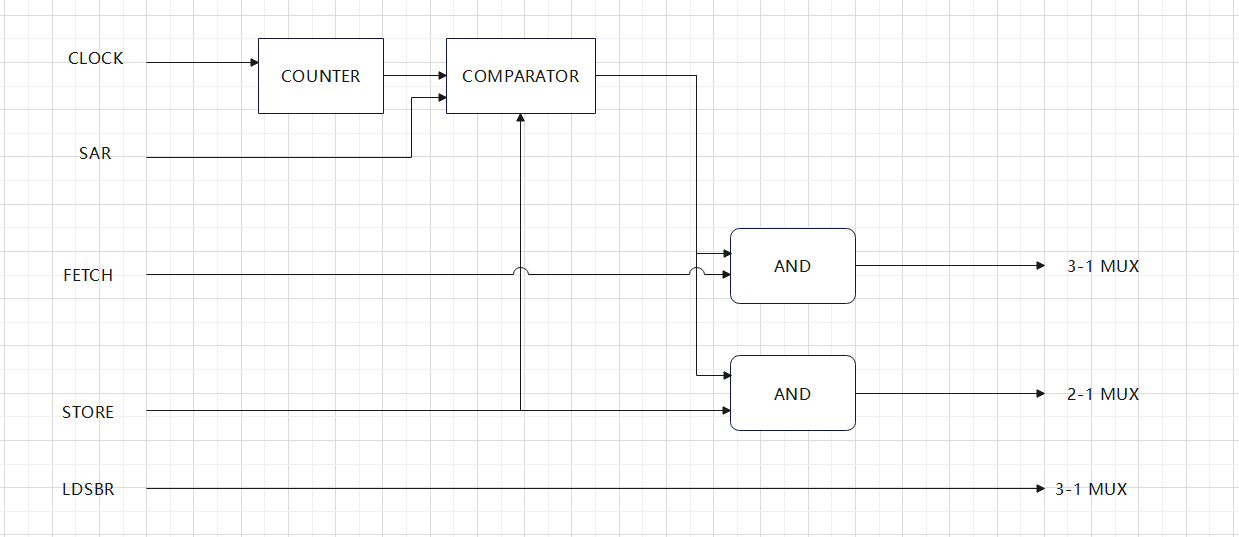 CLOCK
COUNTER
COMPARATOR
SAR
FETCH
AND
3-1 MUX
STORE
AND
2-1 MUX
LDSBR
3-1 MUX